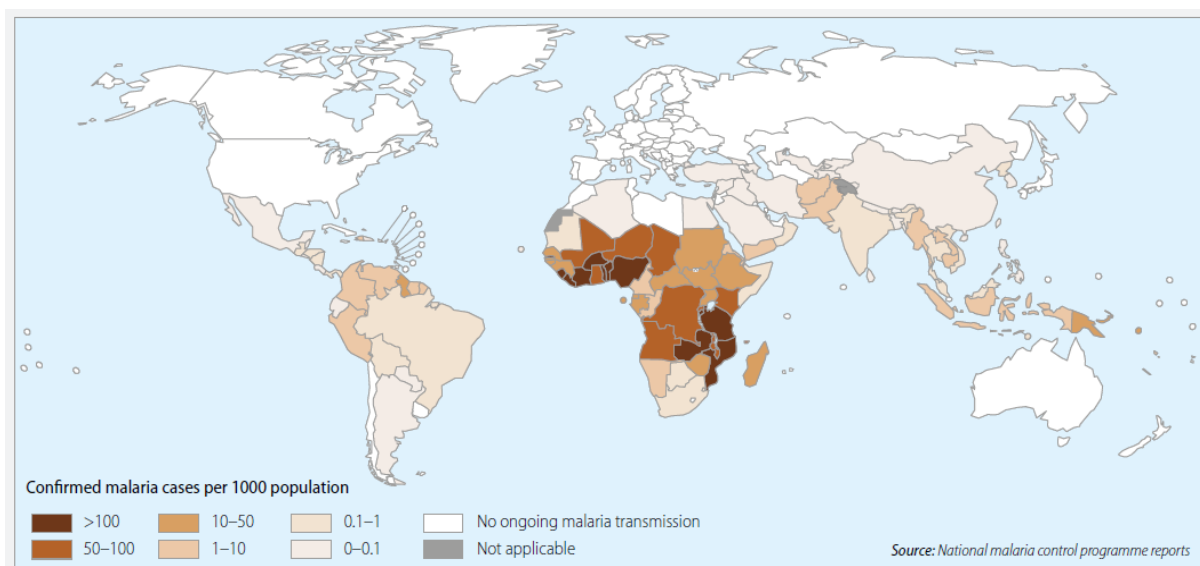 Confirmed malaria cases per 1000 population
>100
10–50
0.1–1
No ongoing malaria transmission
50–100
1–10
0–0.1
Not applicable
Source: National malaria control programme reports